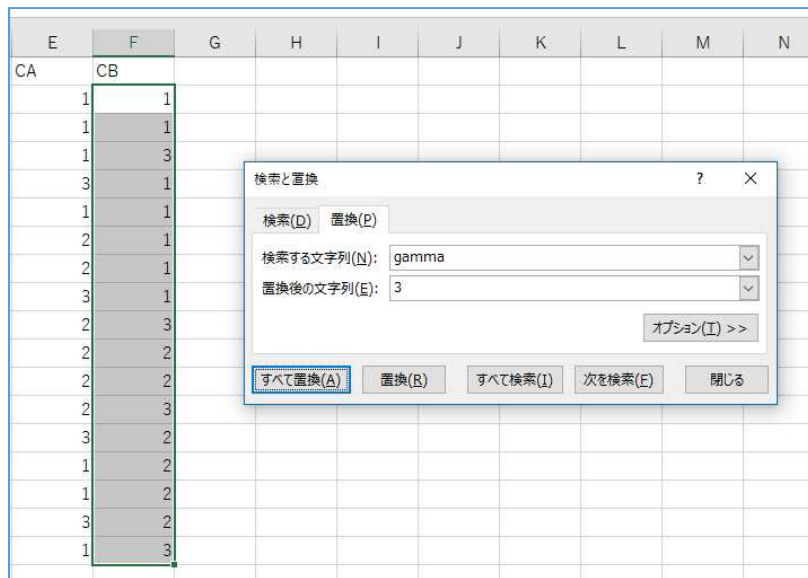 E F G H I J K L M N
CA CB
1 1
1 1
1 3
3 1
1 1
2 1
2 1
3 1
2 3
2 2
2 2
2 3
3 2
1 2
1 2
3 2
1 3
検索と置換 ? ×
検索(D) 置換(P)
検索する文字列(N): gamma
置換後の文字列(E): 3
オプション(T) >>
すべて置換(A) 置換(R) すべて検索(I) 次を検索(F) 閉じる